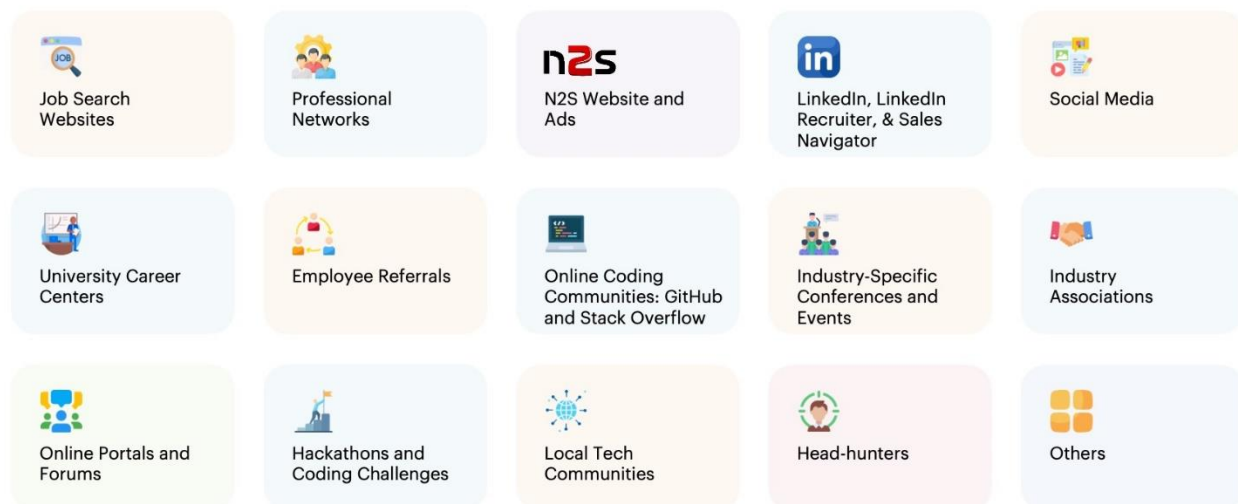 JOB
Job Search
Websites
Professional
Networks
n2s
N2S Website and
Ads
in
LinkedIn, LinkedIn
Recruiter, & Sales
Navigator
Social Media
University Career
Centers
Employee Referrals
</>
Online Coding
Communities: GitHub
and Stack Overflow
Industry-Specific
Conferences and
Events
Industry
Associations
Online Portals and
Forums
Hackathons and
Coding Challenges
Local Tech
Communities
Head-hunters
Others